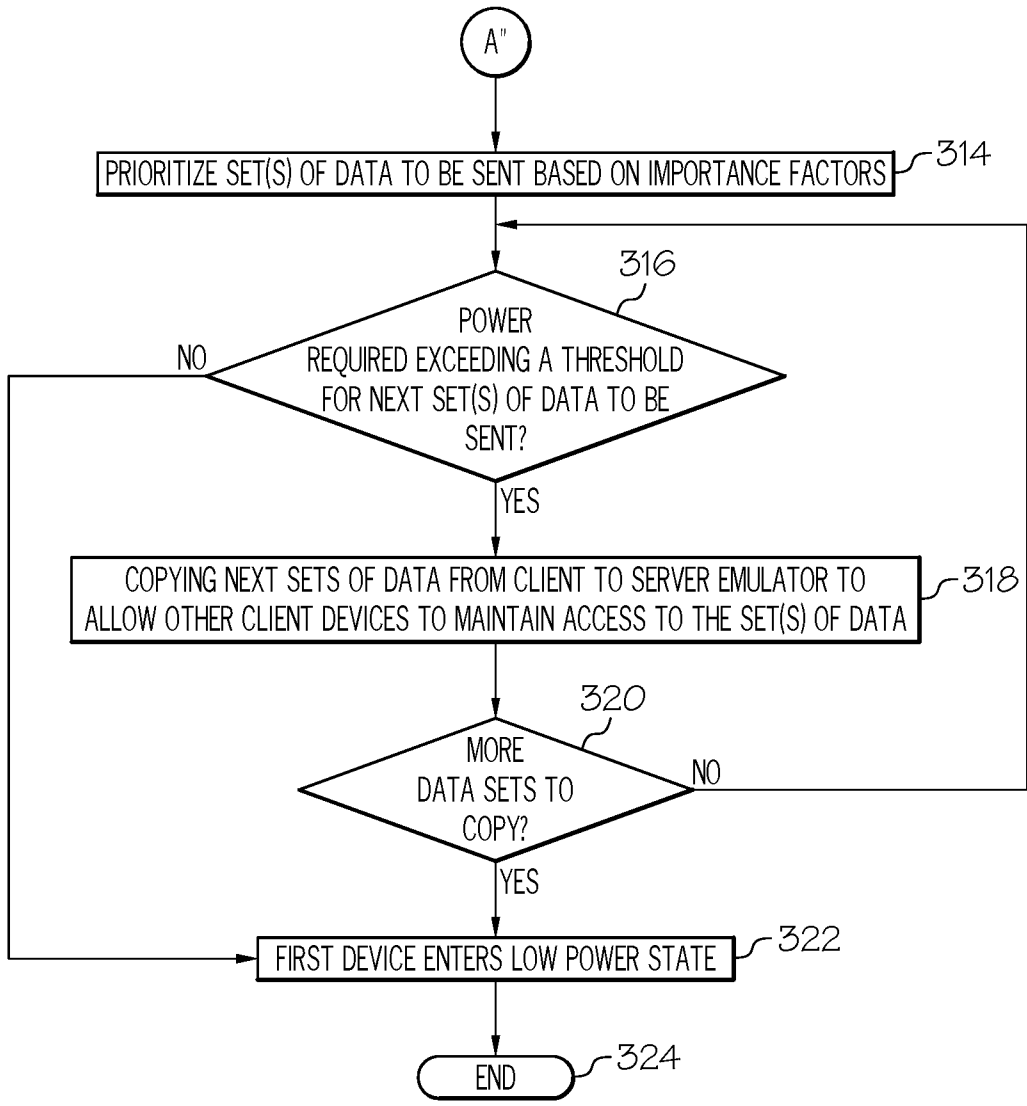 A"
PRIORITIZE SET(S) OF DATA TO BE SENT BASED ON IMPORTANCE FACTORS
314
316
POWER
REQUIRED EXCEEDING A THRESHOLD
FOR NEXT SET(S) OF DATA TO BE
SENT?
NO
YES
COPYING NEXT SETS OF DATA FROM CLIENT TO SERVER EMULATOR TO
ALLOW OTHER CLIENT DEVICES TO MAINTAIN ACCESS TO THE SET(S) OF DATA
318
320
MORE
DATA SETS TO
COPY?
NO
YES
FIRST DEVICE ENTERS LOW POWER STATE
322
END
324